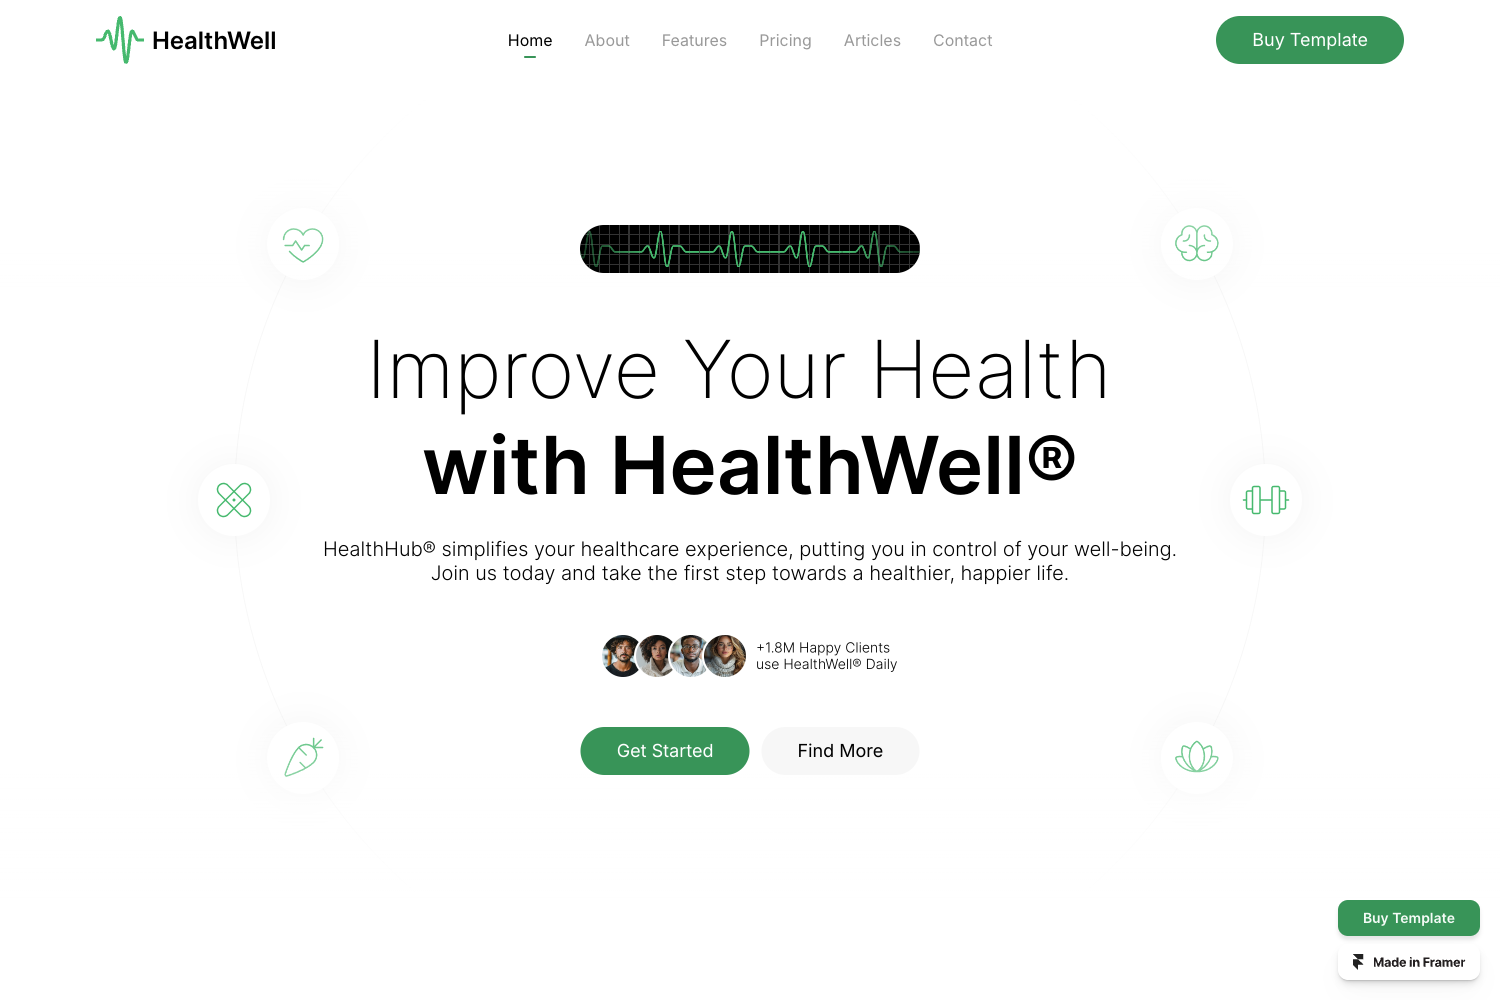 HealthWell
Home
About
Features
Pricing
Articles
Contact
Buy Template
Improve Your Health
with HealthWell®
HealthHub® simplifies your healthcare experience, putting you in control of your well-being.
Join us today and take the first step towards a healthier, happier life.
+1.8M Happy Clients
use HealthWell® Daily
Get Started
Find More
Buy Template
Made in Framer